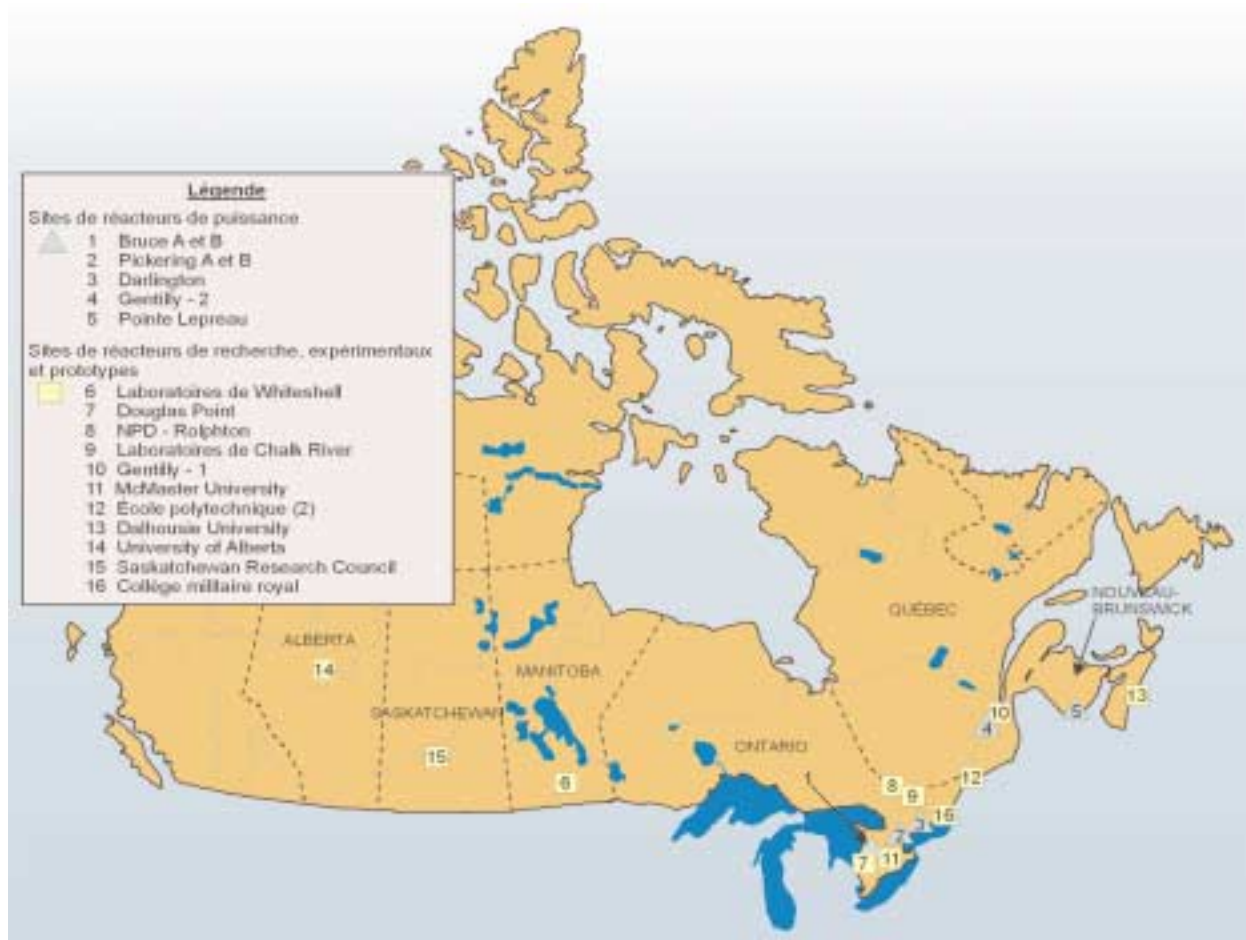 Légende
Sites de réacteurs de puissance
1 Bruce A et B
2 Pickering A et B
3 Darlington
4 Gentilly - 2
5 Pointe Lepreau
Sites de réacteurs de recherche, expérimentaux
et prototypes
6 Laboratoires de Whiteshell
7 Douglas Point
8 NPD - Rolphton
9 Laboratoires de Chalk River
10 Gentilly - 1
11 McMaster University
12 École polytechnique (2)
13 Dalhousie University
14 University of Alberta
15 Saskatchewan Research Council
16 Collège militaire royal
NOUVEAU-
BRUNSWICK
QUÉBEC
ALBERTA
14
MANITOBA
13
SASKATCHEWAN
10
5
4
ONTARIO
15
6
1
12
8
9
16
3
2
7
11